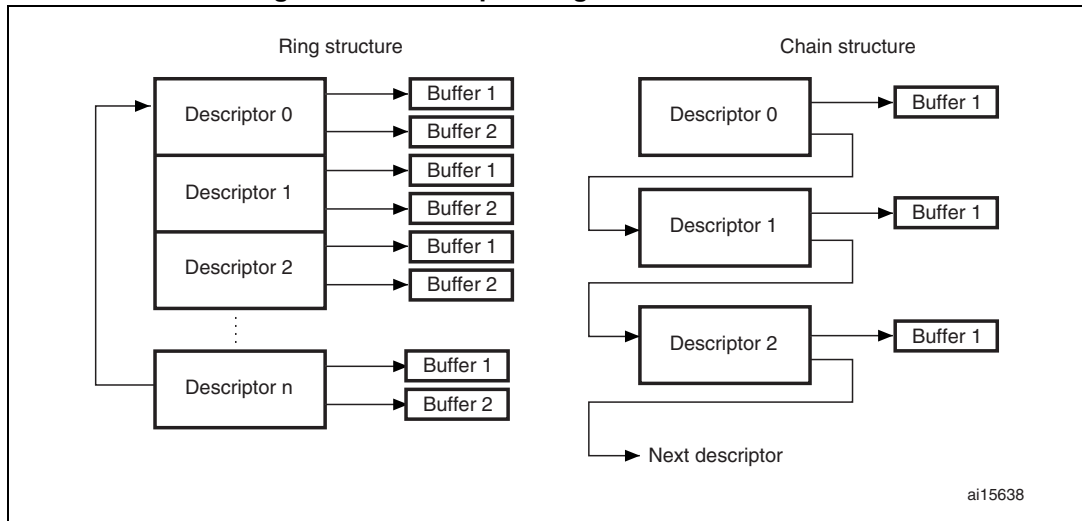 Ring structure
Descriptor 0
Buffer 1
Buffer 2
Descriptor 1
Buffer 1
Buffer 2
Descriptor 2
Buffer 1
Buffer 2
Descriptor n
Buffer 1
Buffer 2
Chain structure
Descriptor 0
Buffer 1
Descriptor 1
Buffer 1
Descriptor 2
Buffer 1
Next descriptor
ai15638